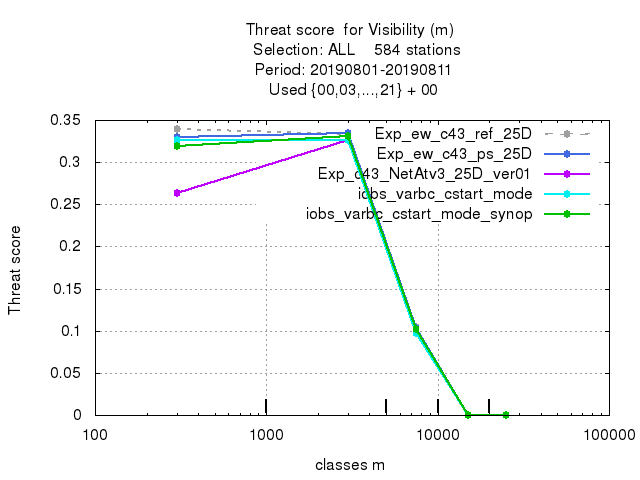 Threat score for Visibility (m)
Selection: ALL 584 stations
Period: 20190801-20190811
Used {00,03,...,21} + 00
0.35
0.3
0.25
0.2
0.15
0.1
0.05
0
Threat score
Exp_ew_c43_ref_25D
Exp_ew_c43_ps_25D
Exp_c43_NetAtv3_25D_ver01
iobs_varbc_cstart_mode
iobs_varbc_cstart_mode_synop
100 1000 10000 100000
classes m